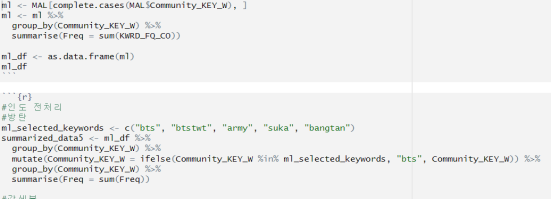 ml <- MAL[complete.cases(MAL$Community_KEY_W), ]
ml <- ml %>%
group_by(Community_KEY_W) %>%
summarise(Freq = sum(KWRD_FQ_CO))
ml_df <- as.data.frame(ml)
ml_df
```
```{r}
#인도 전처리
#방탄
ml_selected_keywords <- c("bts", "btstwt", "army", "suka", "bangtan")
summarized_data5 <- ml_df %>%
group_by(Community_KEY_W) %>%
mutate(Community_KEY_W = ifelse(Community_KEY_W %in% ml_selected_keywords, "bts", Community_KEY_W)) %>%
group_by(Community_KEY_W) %>%
summarise(Freq = sum(Freq))